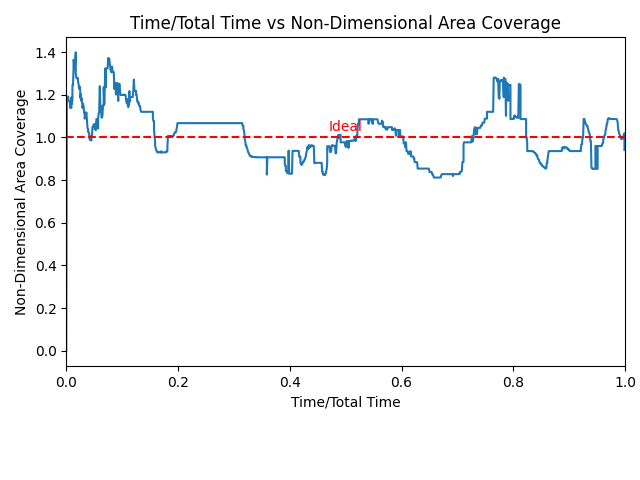 Time/Total Time vs Non-Dimensional Area Coverage
Non-Dimensional Area Coverage
1.4
1.2
1.0
0.8
0.6
0.4
0.2
0.0
Ideal
0.0 0.2 0.4 0.6 0.8 1.0
Time/Total Time